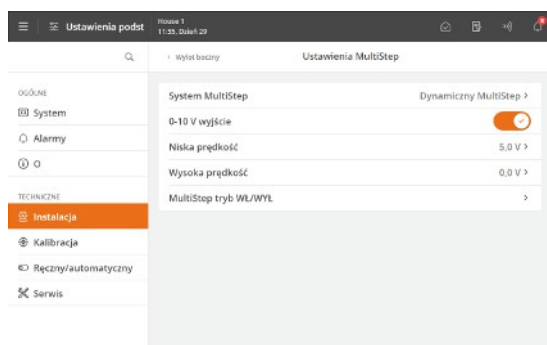 Ustawienia podst
House 1
11:55, Dzień 29
Wylot boczny
Ustawienia MultiStep
OGÓLNE
System
Alarmy
O
TECHNICZNE
Instalacja
Kalibracja
Ręczny/automatyczny
Serwis
System MultiStep Dynamiczny MultiStep >
0-10 V wyjście
Niska prędkość 5,0 V >
Wysoka prędkość 0,0 V >
MultiStep tryb WŁ/WYŁ >